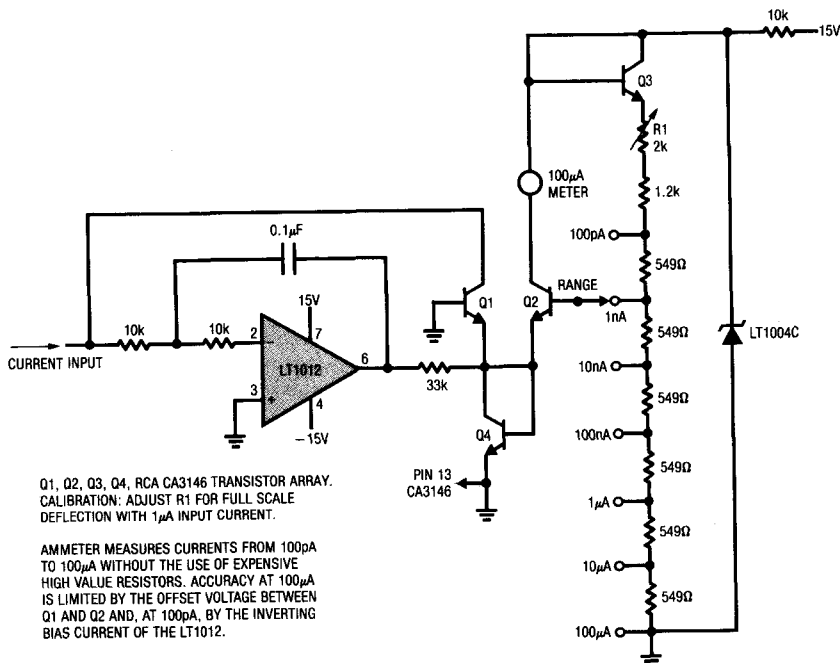 10k
15V
Q3
R1
2k
100µA
METER
1.2k
0.1µF
100pA
549Ω
RANGE
Q1
Q2
1nA
15V
10k
10k
2
7
549Ω
LT1004C
CURRENT INPUT
LT1012
6
33k
10nA
3
4
549Ω
−15V
Q4
100nA
PIN 13
CA3146
549Ω
1µA
549Ω
10µA
549Ω
100µA
Q1, Q2, Q3, Q4, RCA CA3146 TRANSISTOR ARRAY.
CALIBRATION: ADJUST R1 FOR FULL SCALE
DEFLECTION WITH 1µA INPUT CURRENT.
AMMETER MEASURES CURRENTS FROM 100pA
TO 100µA WITHOUT THE USE OF EXPENSIVE
HIGH VALUE RESISTORS. ACCURACY AT 100µA
IS LIMITED BY THE OFFSET VOLTAGE BETWEEN
Q1 AND Q2 AND, AT 100pA, BY THE INVERTING
BIAS CURRENT OF THE LT1012.